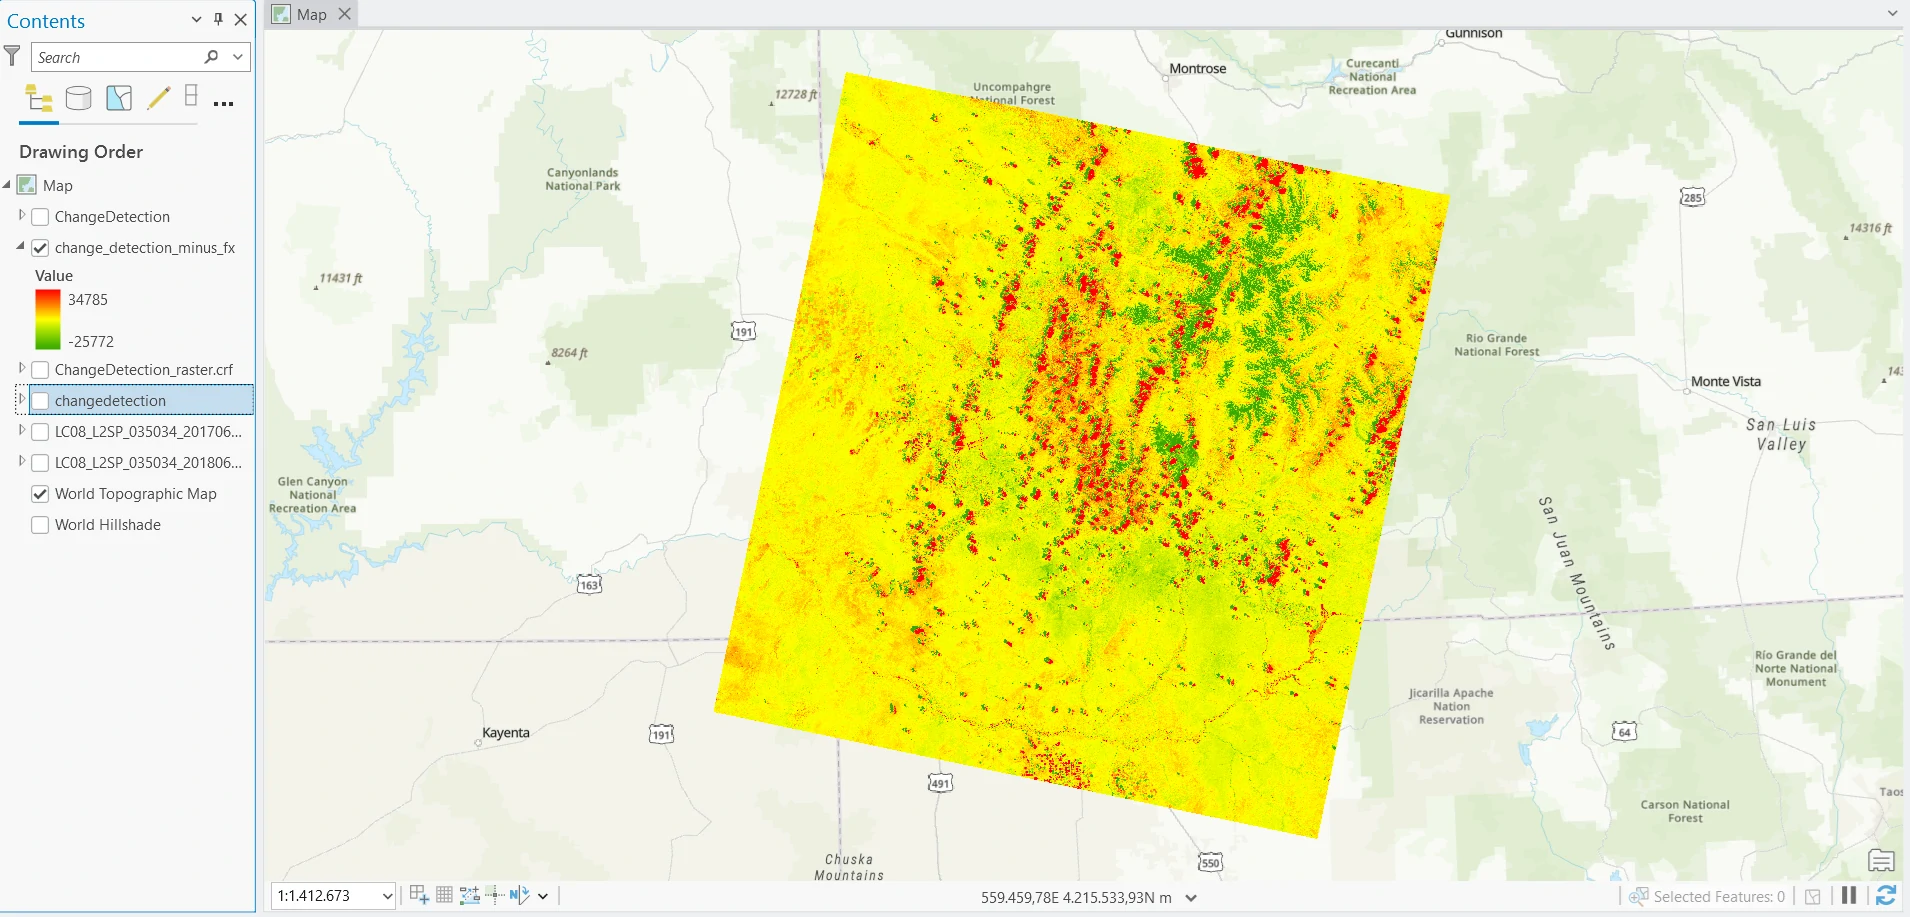 Contents
Search
Drawing Order
Map
ChangeDetection
change_detection_minus_fx
Value
34785
-25772
ChangeDetection_raster.crf
changedetection
LC08_L2SP_035034_201706...
LC08_L2SP_035034_201806...
World Topographic Map
World Hillshade
Map
Gunnison
Montrose
Curecanti
National
Recreation Area
Uncompahgre
National Forest
12728 ft
Canyonlands
National Park
285
14316 ft
11431 ft
191
8264 ft
Rio Grande
National Forest
Monte Vista
143
San Luis
Valley
Glen Canyon
National
Recreation Area
San Juan Mountains
163
Río Grande del
Norte National
Monument
Jicarilla Apache
Nation
Reservation
Kayenta
191
64
491
Taos
Carson National
Forest
Chuska
Mountains
550
1:1.412.673
559.459,78E 4.215.533,93N m
Selected Features: 0